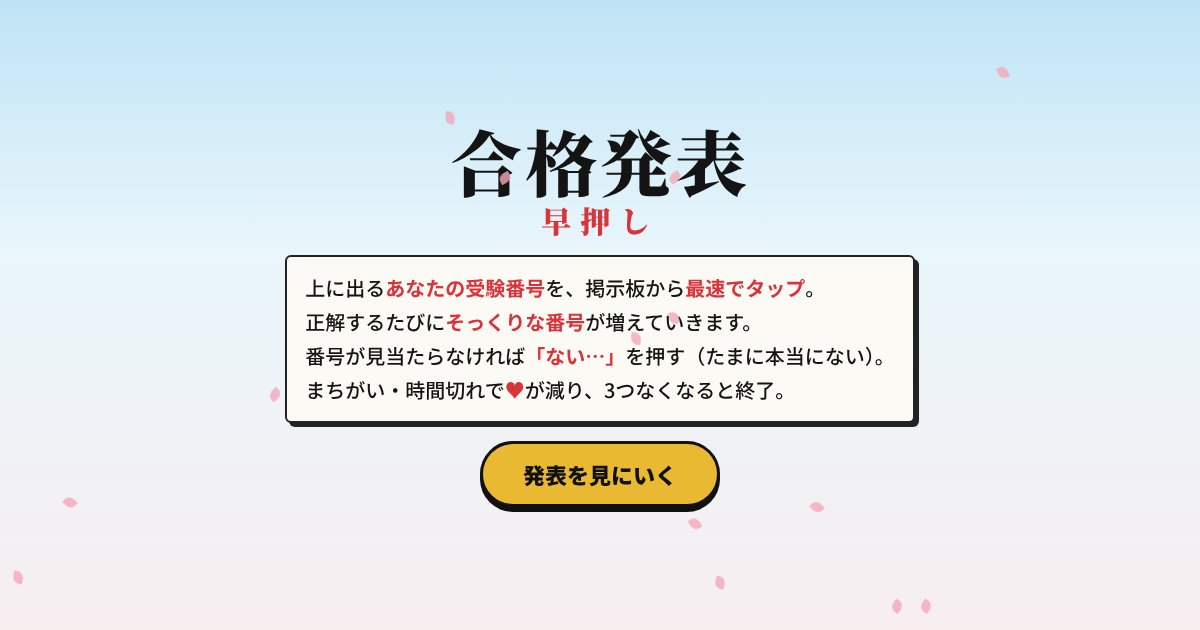 合格発表
早押し
上に出るあなたの受験番号を、掲示板から最速でタップ。
正解するたびにそっくりな番号が増えていきます。
番号が見当たらなければ「ない…」を押す（たまに本当にない）。
まちがい・時間切れで♥が減り、3つなくなると終了。
発表を見にいく